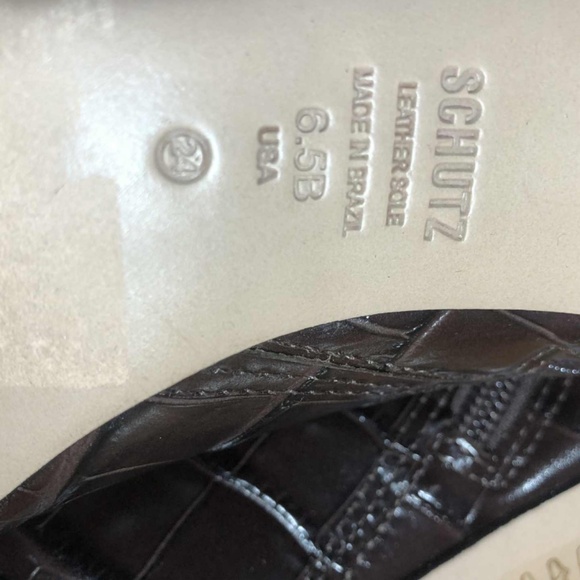 SCHUTZ
LEATHER SOLE
MADE IN BRAZIL
6.5B
USA
24